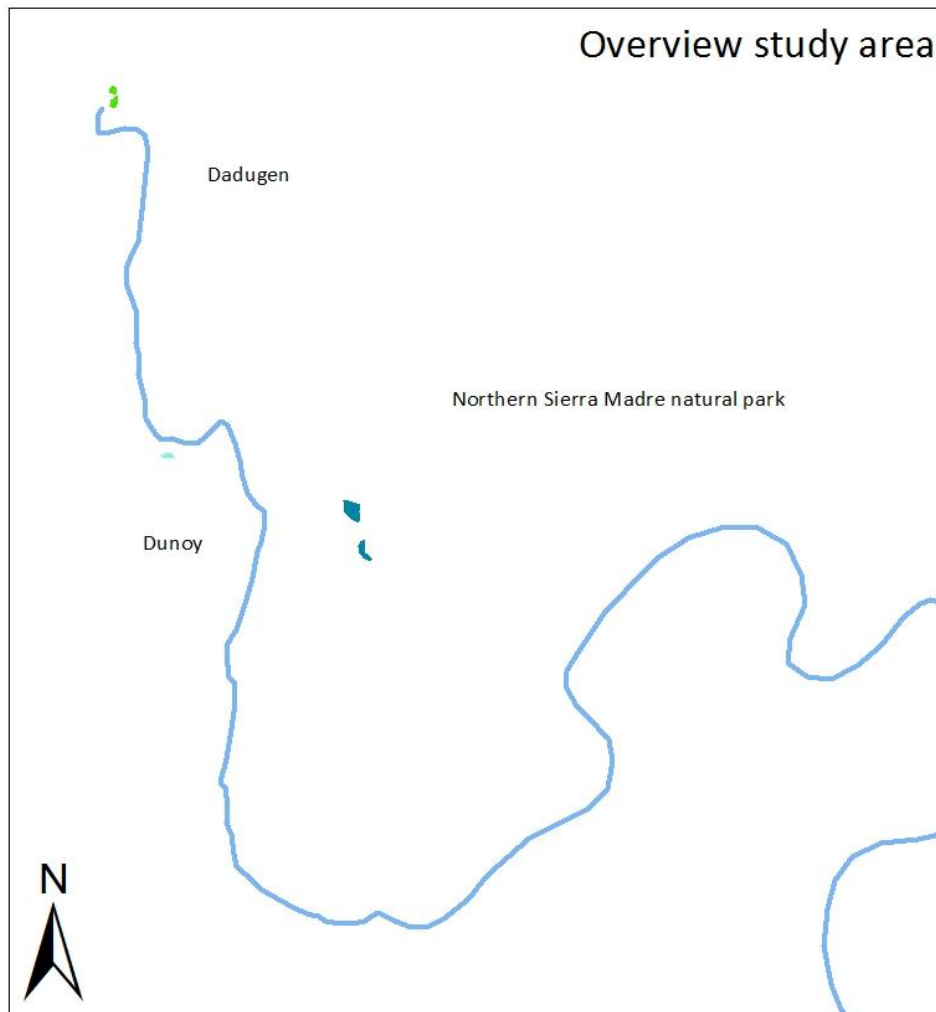 Overview study area
Dadugen
Northern Sierra Madre natural park
Dunoy
N